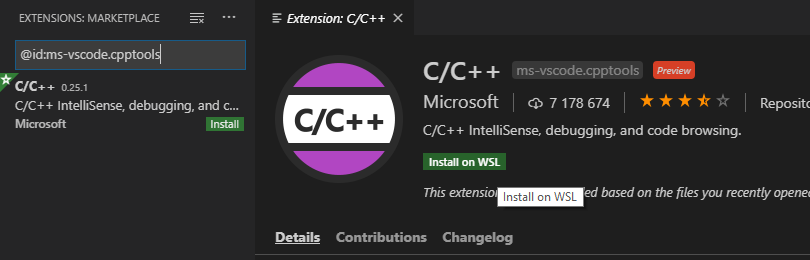 EXTENSIONS: MARKETPLACE
@id:ms-vscode.cpptools
C/C++ 0.25.1
C/C++ IntelliSense, debugging, and c...
Microsoft Install
Extension: C/C++
C/C++
C/C++ ms-vscode.cpptools Preview
Microsoft 7 178 674 Reposito
C/C++ IntelliSense, debugging, and code browsing.
Install on WSL
This extension ed based on the files you recently opene
Install on WSL
Details Contributions Changelog